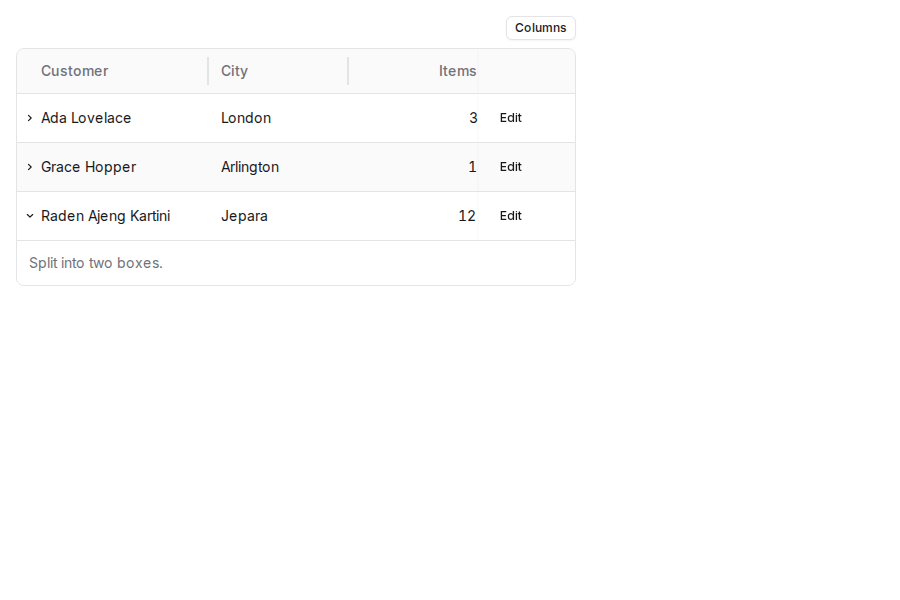 Columns
Customer City Items
Ada Lovelace London 3 Edit
Grace Hopper Arlington 1 Edit
Raden Ajeng Kartini Jepara 12 Edit
Split into two boxes.